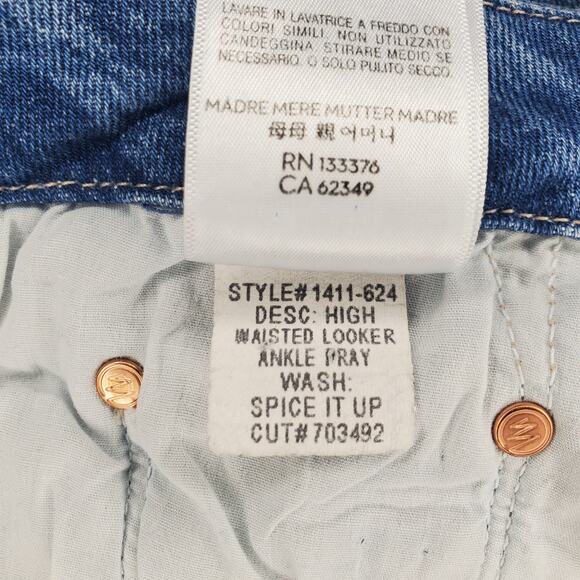 LAVARE IN LAVATRICE A FREDDO CON
COLORI SIMILI. NON UTILIZZATO
CANDEGGINA. STIRARE MEDIO SE
NECESSARIO. O SOLO PULITO SECCO.
MADRE MERE MUTTER MADRE
母母 親 어머니
RN 133376
CA 62349
STYLE# 1411-624
DESC: HIGH
WAISTED LOOKER
ANKLE PRAY
WASH:
SPICE IT UP
CUT# 703492